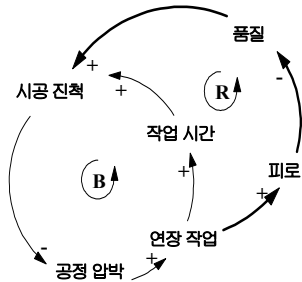 품질
-
+
시공 진척
+
R
작업 시간
B
+
피로
+
연장 작업
-
+
공정 압박